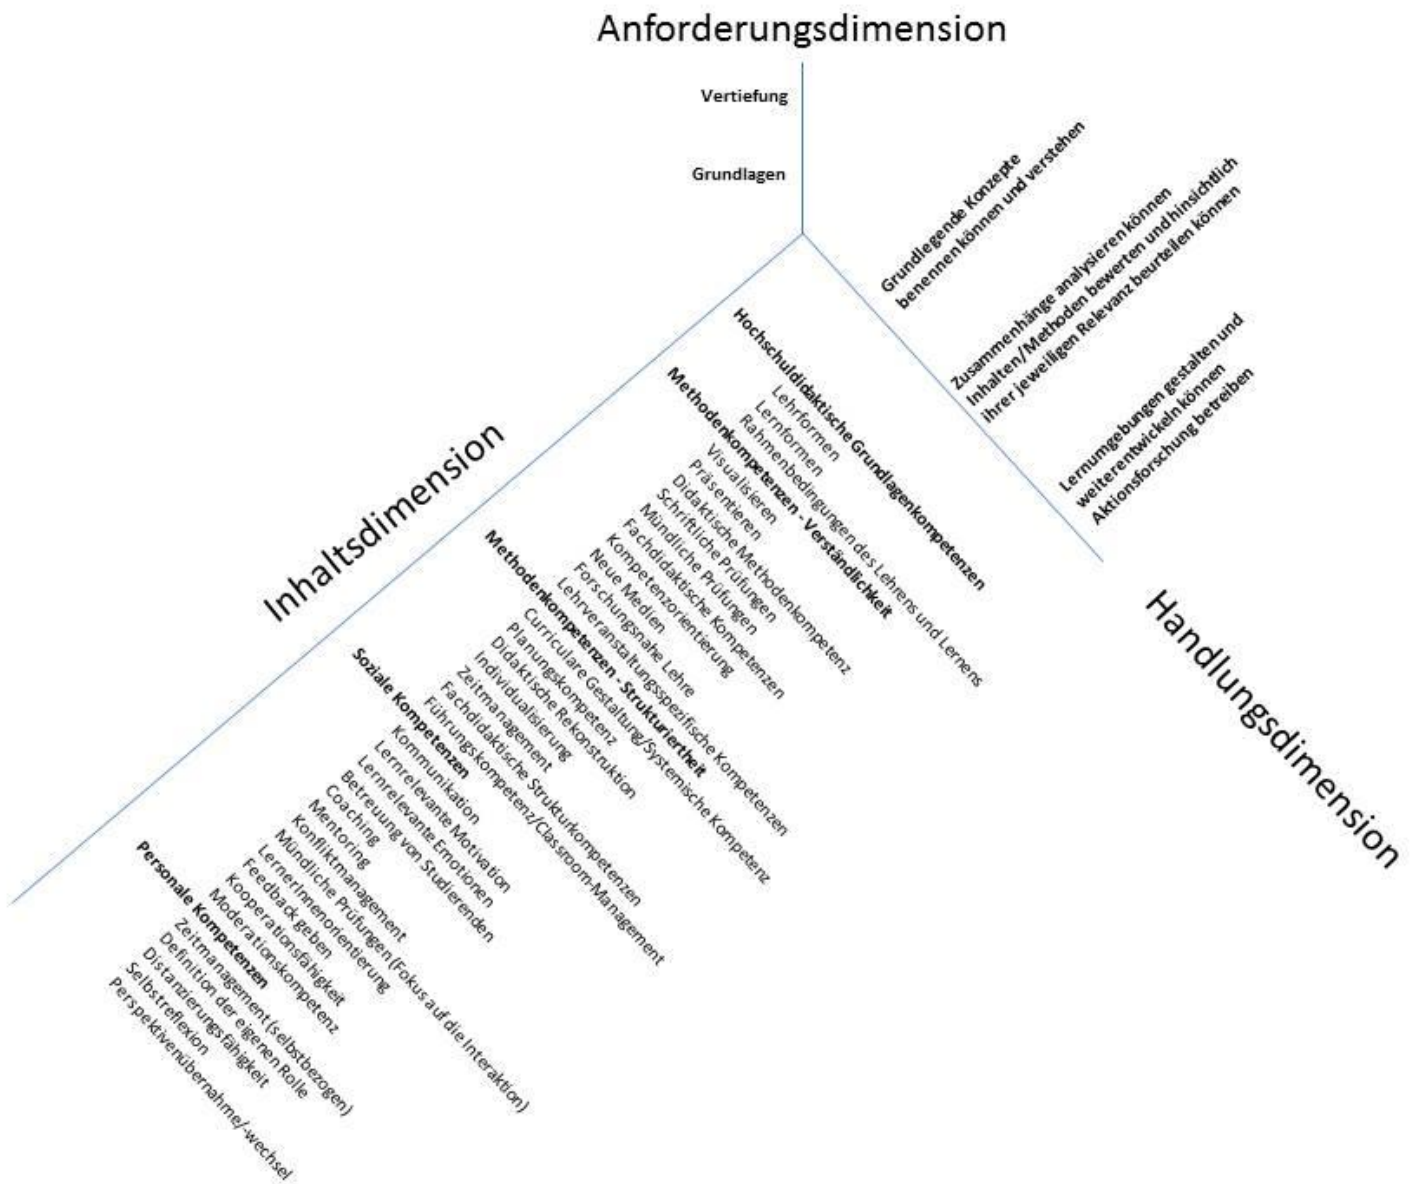 Anforderungsdimension
Vertiefung
Grundlagen
Grundlegende Konzepte
benennen können und verstehen
Zusammenhänge analysieren können
Inhalten/Methoden bewerten und hinsichtlich
ihrer jeweiligen Relevanz beurteilen können
Lernumgebungen gestalten und
weiterentwickeln können
Aktionsforschung betreiben
Handlungsdimension
Inhaltsdimension
Hochschuldidaktische Grundlagenkompetenzen
Lehrformen
Lernformen
Rahmenbedingungen des Lehrens und Lernens
Methodenkompetenzen - Verständlichkeit
Visualisieren
Präsentieren
Didaktische Methodenkompetenz
Schriftliche Prüfungen
Mündliche Prüfungen
Fachdidaktische Kompetenzen
Kompetenzorientierung
Neue Medien
Forschungsnahe Lehre
Lehrveranstaltungsspezifische Kompetenzen
Methodenkompetenzen - Strukturiertheit
Curriculare Gestaltung/Systemische Kompetenz
Planungskompetenz
Didaktische Rekonstruktion
Individualisierung
Zeitmanagement
Fachdidaktische Strukturkompetenzen
Führungskompetenz/Classroom-Management
Soziale Kompetenzen
Kommunikation
Lernrelevante Motivation
Lernrelevante Emotionen
Betreuung von Studierenden
Coaching
Mentoring
Konfliktmanagement
Mündliche Prüfungen (Fokus auf die Interaktion)
LernerInnenorientierung
Feedback geben
Kooperationsfähigkeit
Moderationskompetenz
Personale Kompetenzen
Zeitmanagement (selbstbezogen)
Definition der eigenen Rolle
Distanzierungsfähigkeit
Selbstreflexion
Perspektivenübernahme/-wechsel